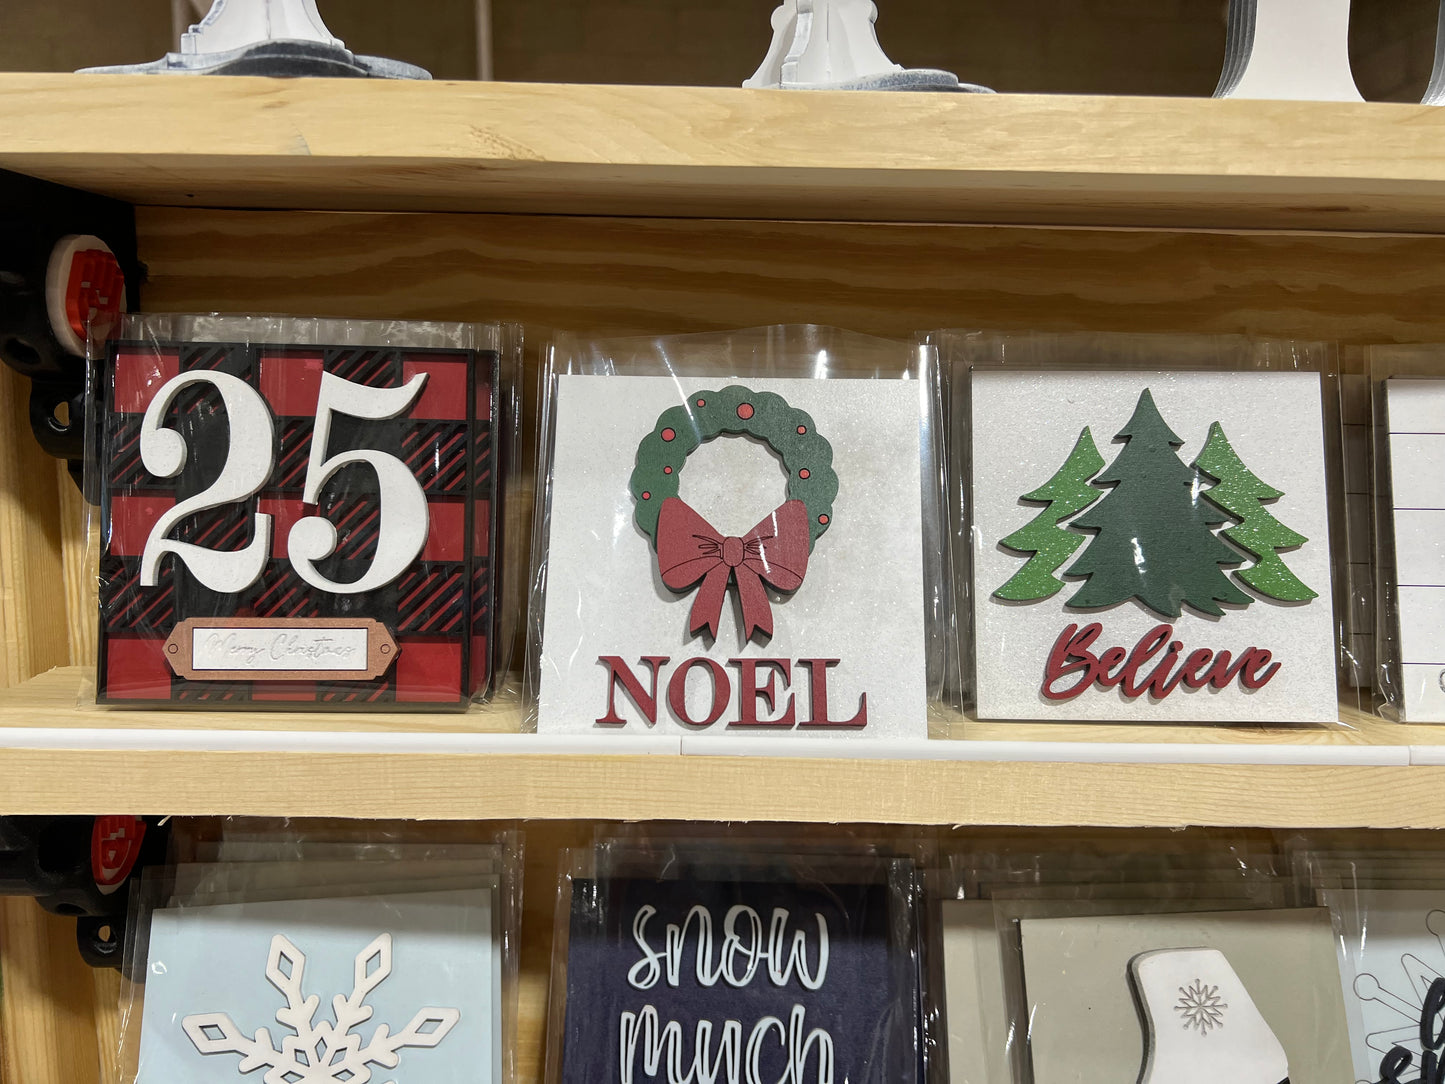 25
Merry Christmas
NOEL
Believe
snow
much